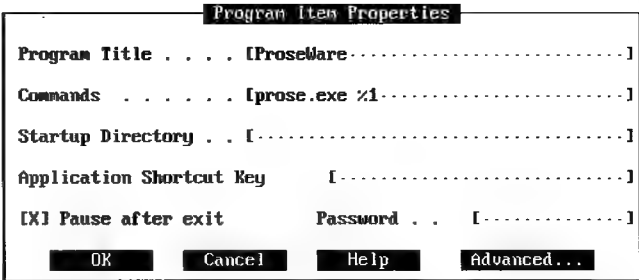 Program Item Properties
Program Title . . . . [ProseWare·························]
Commands . . . . . . [prose.exe %1·······················]
Startup Directory . . [··································]
Application Shortcut Key [··························]
[X] Pause after exit Password . . [·············]
OK Cancel Help Advanced...